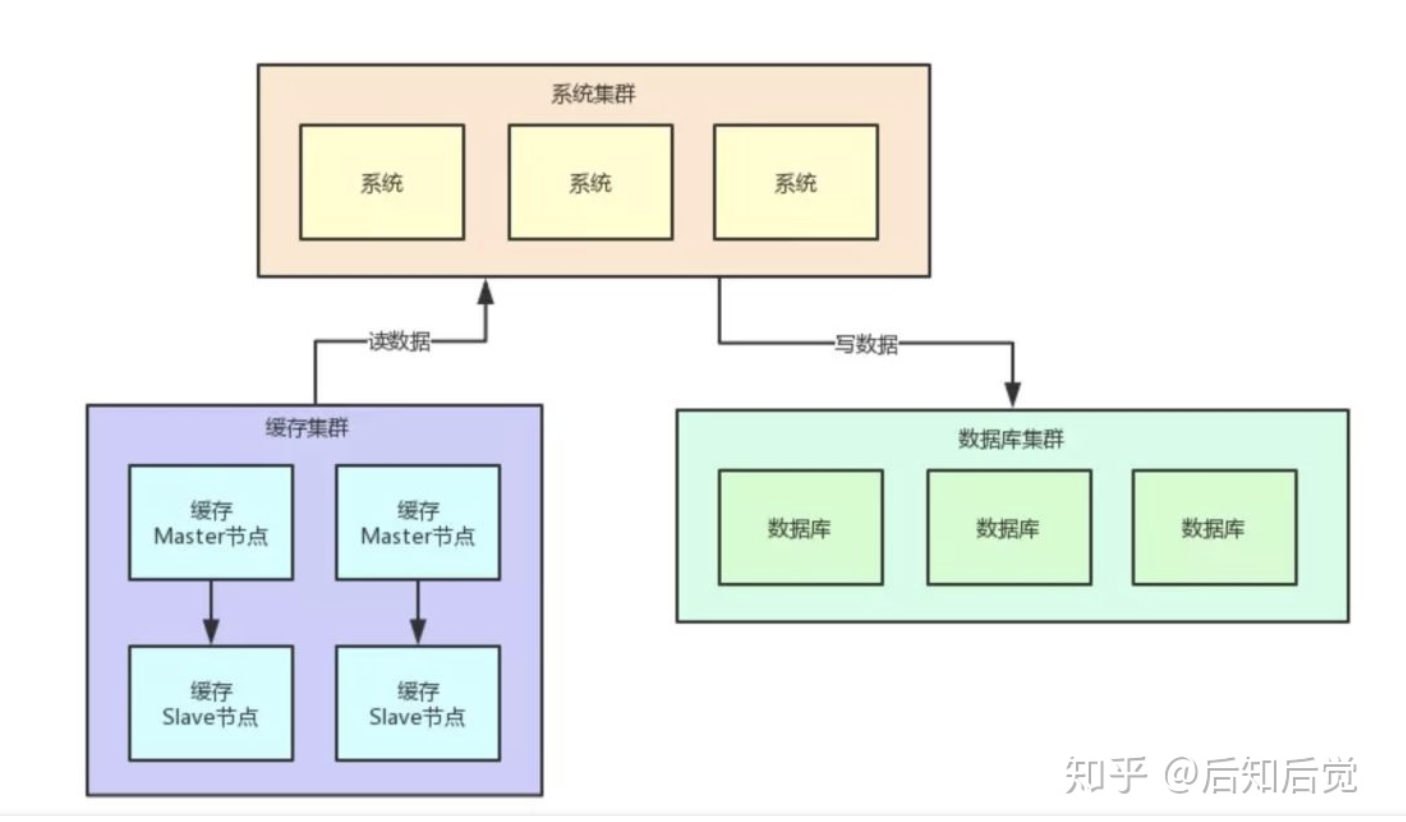 系统集群
系统
系统
系统
读数据
写数据
缓存集群
缓存
Master节点
缓存
Master节点
缓存
Slave节点
缓存
Slave节点
数据库集群
数据库
数据库
数据库
知乎 @后知后觉